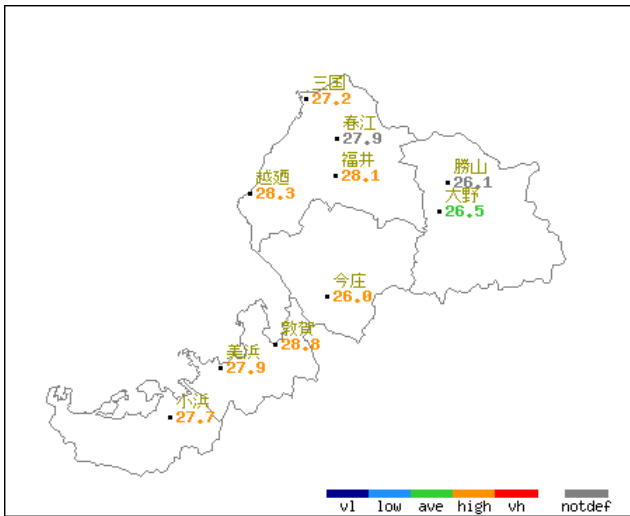 三国
27.2
春江
27.9
福井
28.1
勝山
26.1
越廼
28.3
大野
26.5
今庄
26.0
敦賀
28.8
美浜
27.9
小浜
27.7
vl low ave high vh notdef